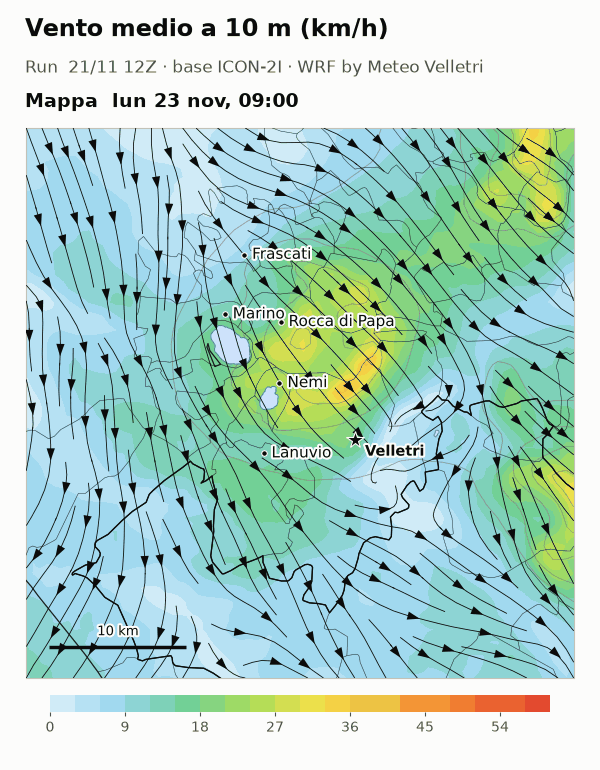 Vento medio a 10 m (km/h)
Run  21/11 12Z · base ICON-2I · WRF by Meteo Velletri
Mappa  lun 23 nov, 09:00
Frascati
Marino
Rocca di Papa
Nemi
Velletri
Lanuvio
10 km
0 9 18 27 36 45 54